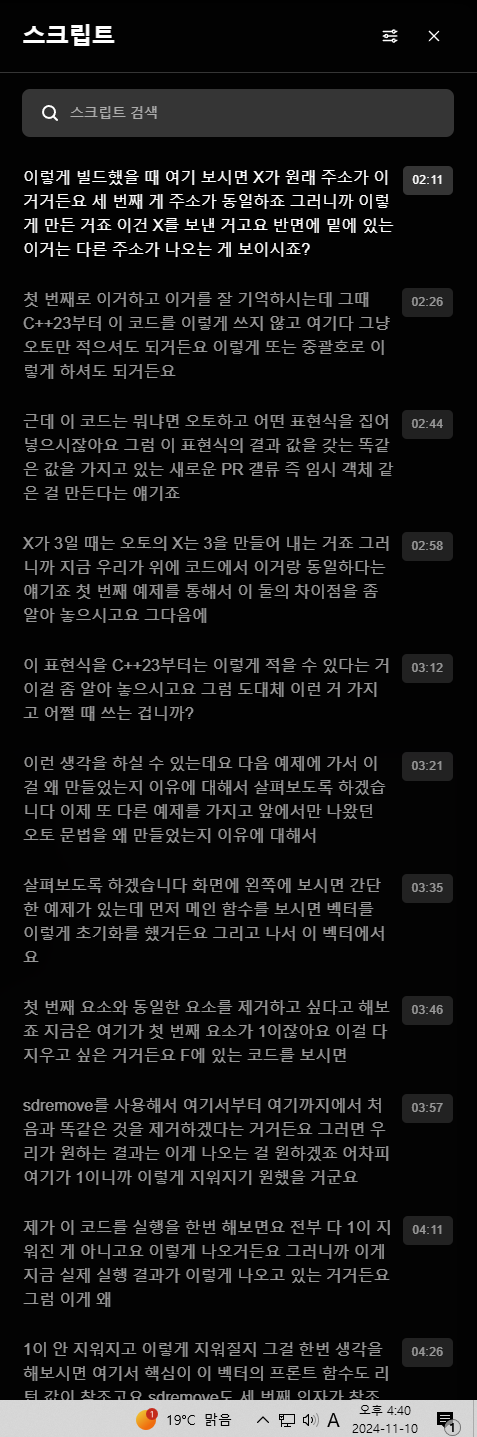 스크립트
스크립트 검색
이렇게 빌드했을 때 여기 보시면 X가 원래 주소가 이
02:11
거거든요 세 번째 게 주소가 동일하죠 그러니까 이렇
게 만든 거죠 이건 X를 보낸 거고요 반면에 밑에 있는
이거는 다른 주소가 나오는 게 보이시죠?
첫 번째로 이거하고 이거를 잘 기억하시는데 그때
02:26
C++23부터 이 코드를 이렇게 쓰지 않고 여기다 그냥
오토만 적으셔도 되거든요 이렇게 또는 중괄호로 이
렇게 하셔도 되거든요
근데 이 코드는 뭐냐면 오토하고 어떤 표현식을 집어
02:44
넣으시잖아요 그럼 이 표현식의 결과 값을 갖는 똑같
은 값을 가지고 있는 새로운 PR 갤류 즉 임시 객체 같
은 걸 만든다는 얘기죠
X가 3일 때는 오토의 X는 3을 만들어 내는 거죠 그러
02:58
니까 지금 우리가 위에 코드에서 이거랑 동일하다는
얘기죠 첫 번째 예제를 통해서 이 둘의 차이점을 좀
알아 놓으시고요 그다음에
이 표현식을 C++23부터는 이렇게 적을 수 있다는 거
03:12
이걸 좀 알아 놓으시고요 그럼 도대체 이런 거 가지
고 어쩔 때 쓰는 겁니까?
이런 생각을 하실 수 있는데요 다음 예제에 가서 이
03:21
걸 왜 만들었는지 이유에 대해서 살펴보도록 하겠습
니다 이제 또 다른 예제를 가지고 앞에서만 나왔던
오토 문법을 왜 만들었는지 이유에 대해서
살펴보도록 하겠습니다 화면에 왼쪽에 보시면 간단
03:35
한 예제가 있는데 먼저 메인 함수를 보시면 벡터를
이렇게 초기화를 했거든요 그리고 나서 이 벡터에서
요
첫 번째 요소와 동일한 요소를 제거하고 싶다고 해보
03:46
죠 지금은 여기가 첫 번째 요소가 1이잖아요 이걸 다
지우고 싶은 거거든요 F에 있는 코드를 보시면
sdremove를 사용해서 여기서부터 여기까지에서 처
03:57
음과 똑같은 것을 제거하겠다는 거거든요 그러면 우
리가 원하는 결과는 이게 나오는 걸 원하겠죠 어차피
여기가 1이니까 이렇게 지워지기 원했을 거군요
제가 이 코드를 실행을 한번 해보면요 전부 다 1이 지
04:11
워진 게 아니고요 이렇게 나오거든요 그러니까 이게
지금 실제 실행 결과가 이렇게 나오고 있는 거거든요
그럼 이게 왜
1이 안 지워지고 이렇게 지워질지 그걸 한번 생각을
04:26
해보시면 여기서 핵심이 이 벡터의 프론트 함수도 리
턴 값이 참조고요 sdremove도 세 번째 인자가 참조
1
19°C 맑음
A
오후 4:40
2024-11-10
1